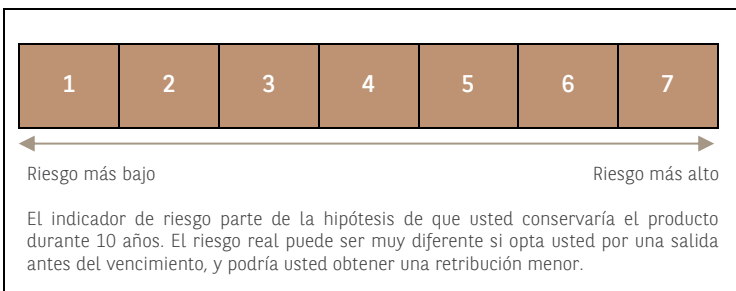 1 2 3 4 5 6 7
Riesgo más bajo Riesgo más alto
El indicador de riesgo parte de la hipótesis de que usted conservaría el producto
durante 10 años. El riesgo real puede ser muy diferente si opta usted por una salida
antes del vencimiento, y podría usted obtener una retribución menor.